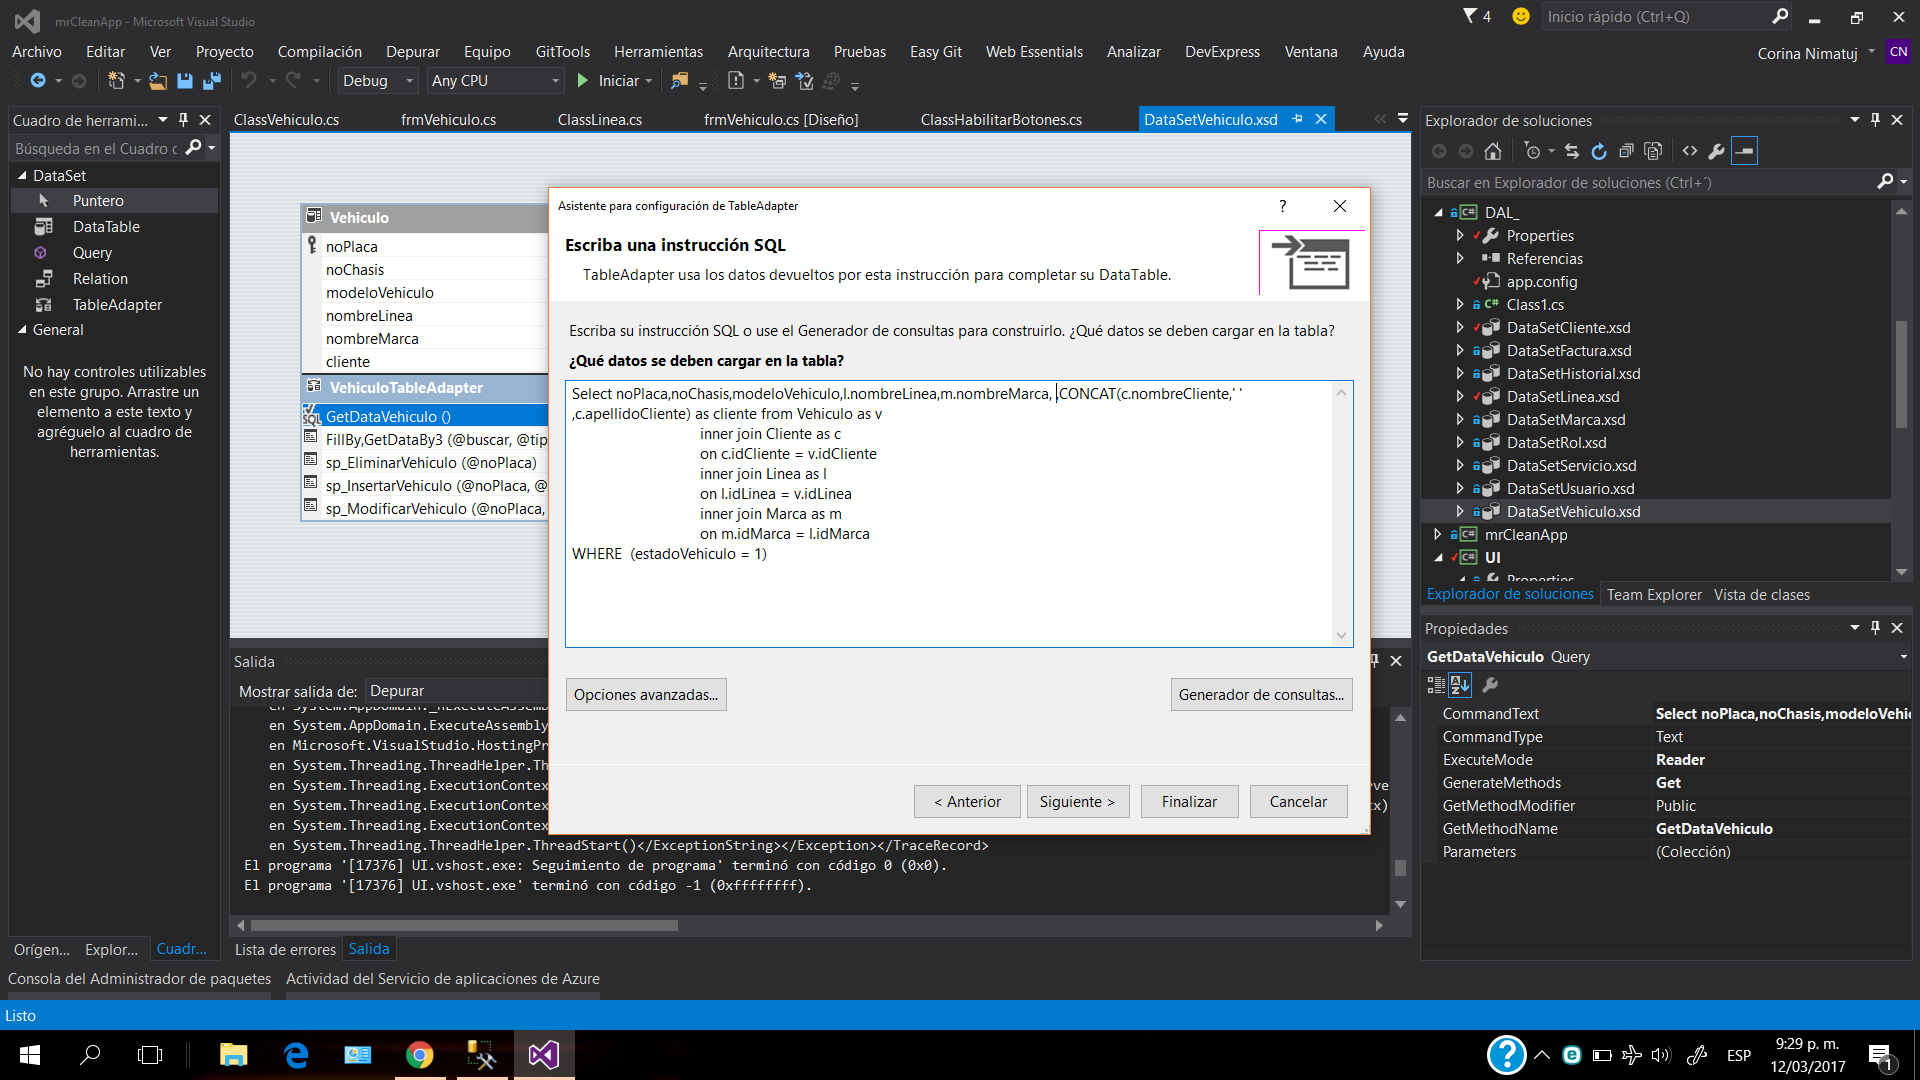 mrCleanApp - Microsoft Visual Studio
4
Inicio rápido (Ctrl+Q)
Archivo Editar Ver Proyecto Compilación Depurar Equipo GitTools Herramientas Arquitectura Pruebas Easy Git Web Essentials Analizar DevExpress Ventana Ayuda
Corina Nimatuj CN
Debug Any CPU Iniciar
Cuadro de herrami...
Búsqueda en el Cuadro c
DataSet
Puntero
DataTable
Query
Relation
TableAdapter
General
No hay controles utilizables
en este grupo. Arrastre un
elemento a este texto y
agréguelo al cuadro de
herramientas.
Orígen... Explor... Cuadr...
ClassVehiculo.cs frmVehiculo.cs ClassLinea.cs frmVehiculo.cs [Diseño] ClassHabilitarBotones.cs DataSetVehiculo.xsd
Vehiculo
noPlaca
noChasis
modeloVehiculo
nombreLinea
nombreMarca
cliente
VehiculoTableAdapter
SQL GetDataVehiculo ()
FillBy,GetDataBy3 (@buscar, @tip
sp_EliminarVehiculo (@noPlaca)
sp_InsertarVehiculo (@noPlaca, @
sp_ModificarVehiculo (@noPlaca,
Asistente para configuración de TableAdapter
?
Escriba una instrucción SQL
TableAdapter usa los datos devueltos por esta instrucción para completar su DataTable.
Escriba su instrucción SQL o use el Generador de consultas para construirlo. ¿Qué datos se deben cargar en la tabla?
¿Qué datos se deben cargar en la tabla?
Select noPlaca,noChasis,modeloVehiculo,l.nombreLinea,m.nombreMarca, CONCAT(c.nombreCliente,' '
,c.apellidoCliente) as cliente from Vehiculo as v
inner join Cliente as c
on c.idCliente = v.idCliente
inner join Linea as l
on l.idLinea = v.idLinea
inner join Marca as m
on m.idMarca = l.idMarca
WHERE (estadoVehiculo = 1)
Opciones avanzadas...
Generador de consultas...
< Anterior
Siguiente >
Finalizar
Cancelar
Salida
Mostrar salida de: Depurar
en System.AppDomain._nExecuteAssemb
en System.AppDomain.ExecuteAssembly
en Microsoft.VisualStudio.HostingPr
en System.Threading.ThreadHelper.Th
en System.Threading.ExecutionContex
rve
en System.Threading.ExecutionContex
tx)
en System.Threading.ExecutionContex
en System.Threading.ThreadHelper.ThreadStart()</ExceptionString></Exception></TraceRecord>
El programa '[17376] UI.vshost.exe: Seguimiento de programa' terminó con código 0 (0x0).
El programa '[17376] UI.vshost.exe' terminó con código -1 (0xffffffff).
Lista de errores Salida
Explorador de soluciones
Buscar en Explorador de soluciones (Ctrl+´)
DAL_
Properties
Referencias
app.config
Class1.cs
DataSetCliente.xsd
DataSetFactura.xsd
DataSetHistorial.xsd
DataSetLinea.xsd
DataSetMarca.xsd
DataSetRol.xsd
DataSetServicio.xsd
DataSetUsuario.xsd
DataSetVehiculo.xsd
mrCleanApp
UI
Properties
Explorador de soluciones Team Explorer Vista de clases
Propiedades
GetDataVehiculo Query
CommandText Select noPlaca,noChasis,modeloVehic
CommandType Text
ExecuteMode Reader
GenerateMethods Get
GetMethodModifier Public
GetMethodName GetDataVehiculo
Parameters (Colección)
Consola del Administrador de paquetes Actividad del Servicio de aplicaciones de Azure
Listo
ESP
9:29 p. m.
12/03/2017
1